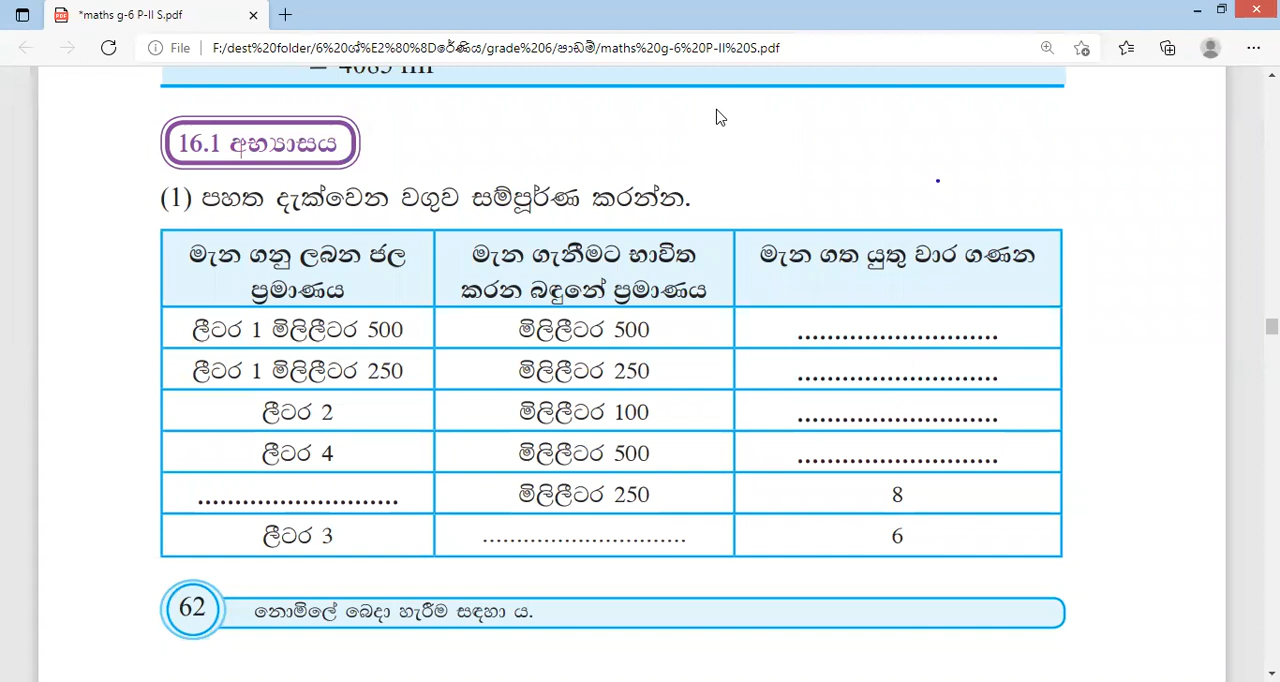 *maths g-6 P-II S.pdf
File F:/dest%20folder/6%20ශ්%E2%80%8Dරේණිය/grade%206/පාඩම්/maths%20g-6%20P-II%20S.pdf
= 4085 ml
16.1 අභ්‍යාසය
(1) පහත දැක්වෙන වගුව සම්පූර්ණ කරන්න.
මැන ගනු ලබන ජල ප්‍රමාණය
මැන ගැනීමට භාවිත කරන බඳුනේ ප්‍රමාණය
මැන ගත යුතු වාර ගණන
ලීටර 1 මිලිලීටර 500 මිලිලීටර 500 ...........................
ලීටර 1 මිලිලීටර 250 මිලිලීටර 250 ...........................
ලීටර 2 මිලිලීටර 100 ...........................
ලීටර 4 මිලිලීටර 500 ...........................
........................... මිලිලීටර 250 8
ලීටර 3 ............................. 6
62 නොමිලේ බෙදා හැරීම සඳහා ය.